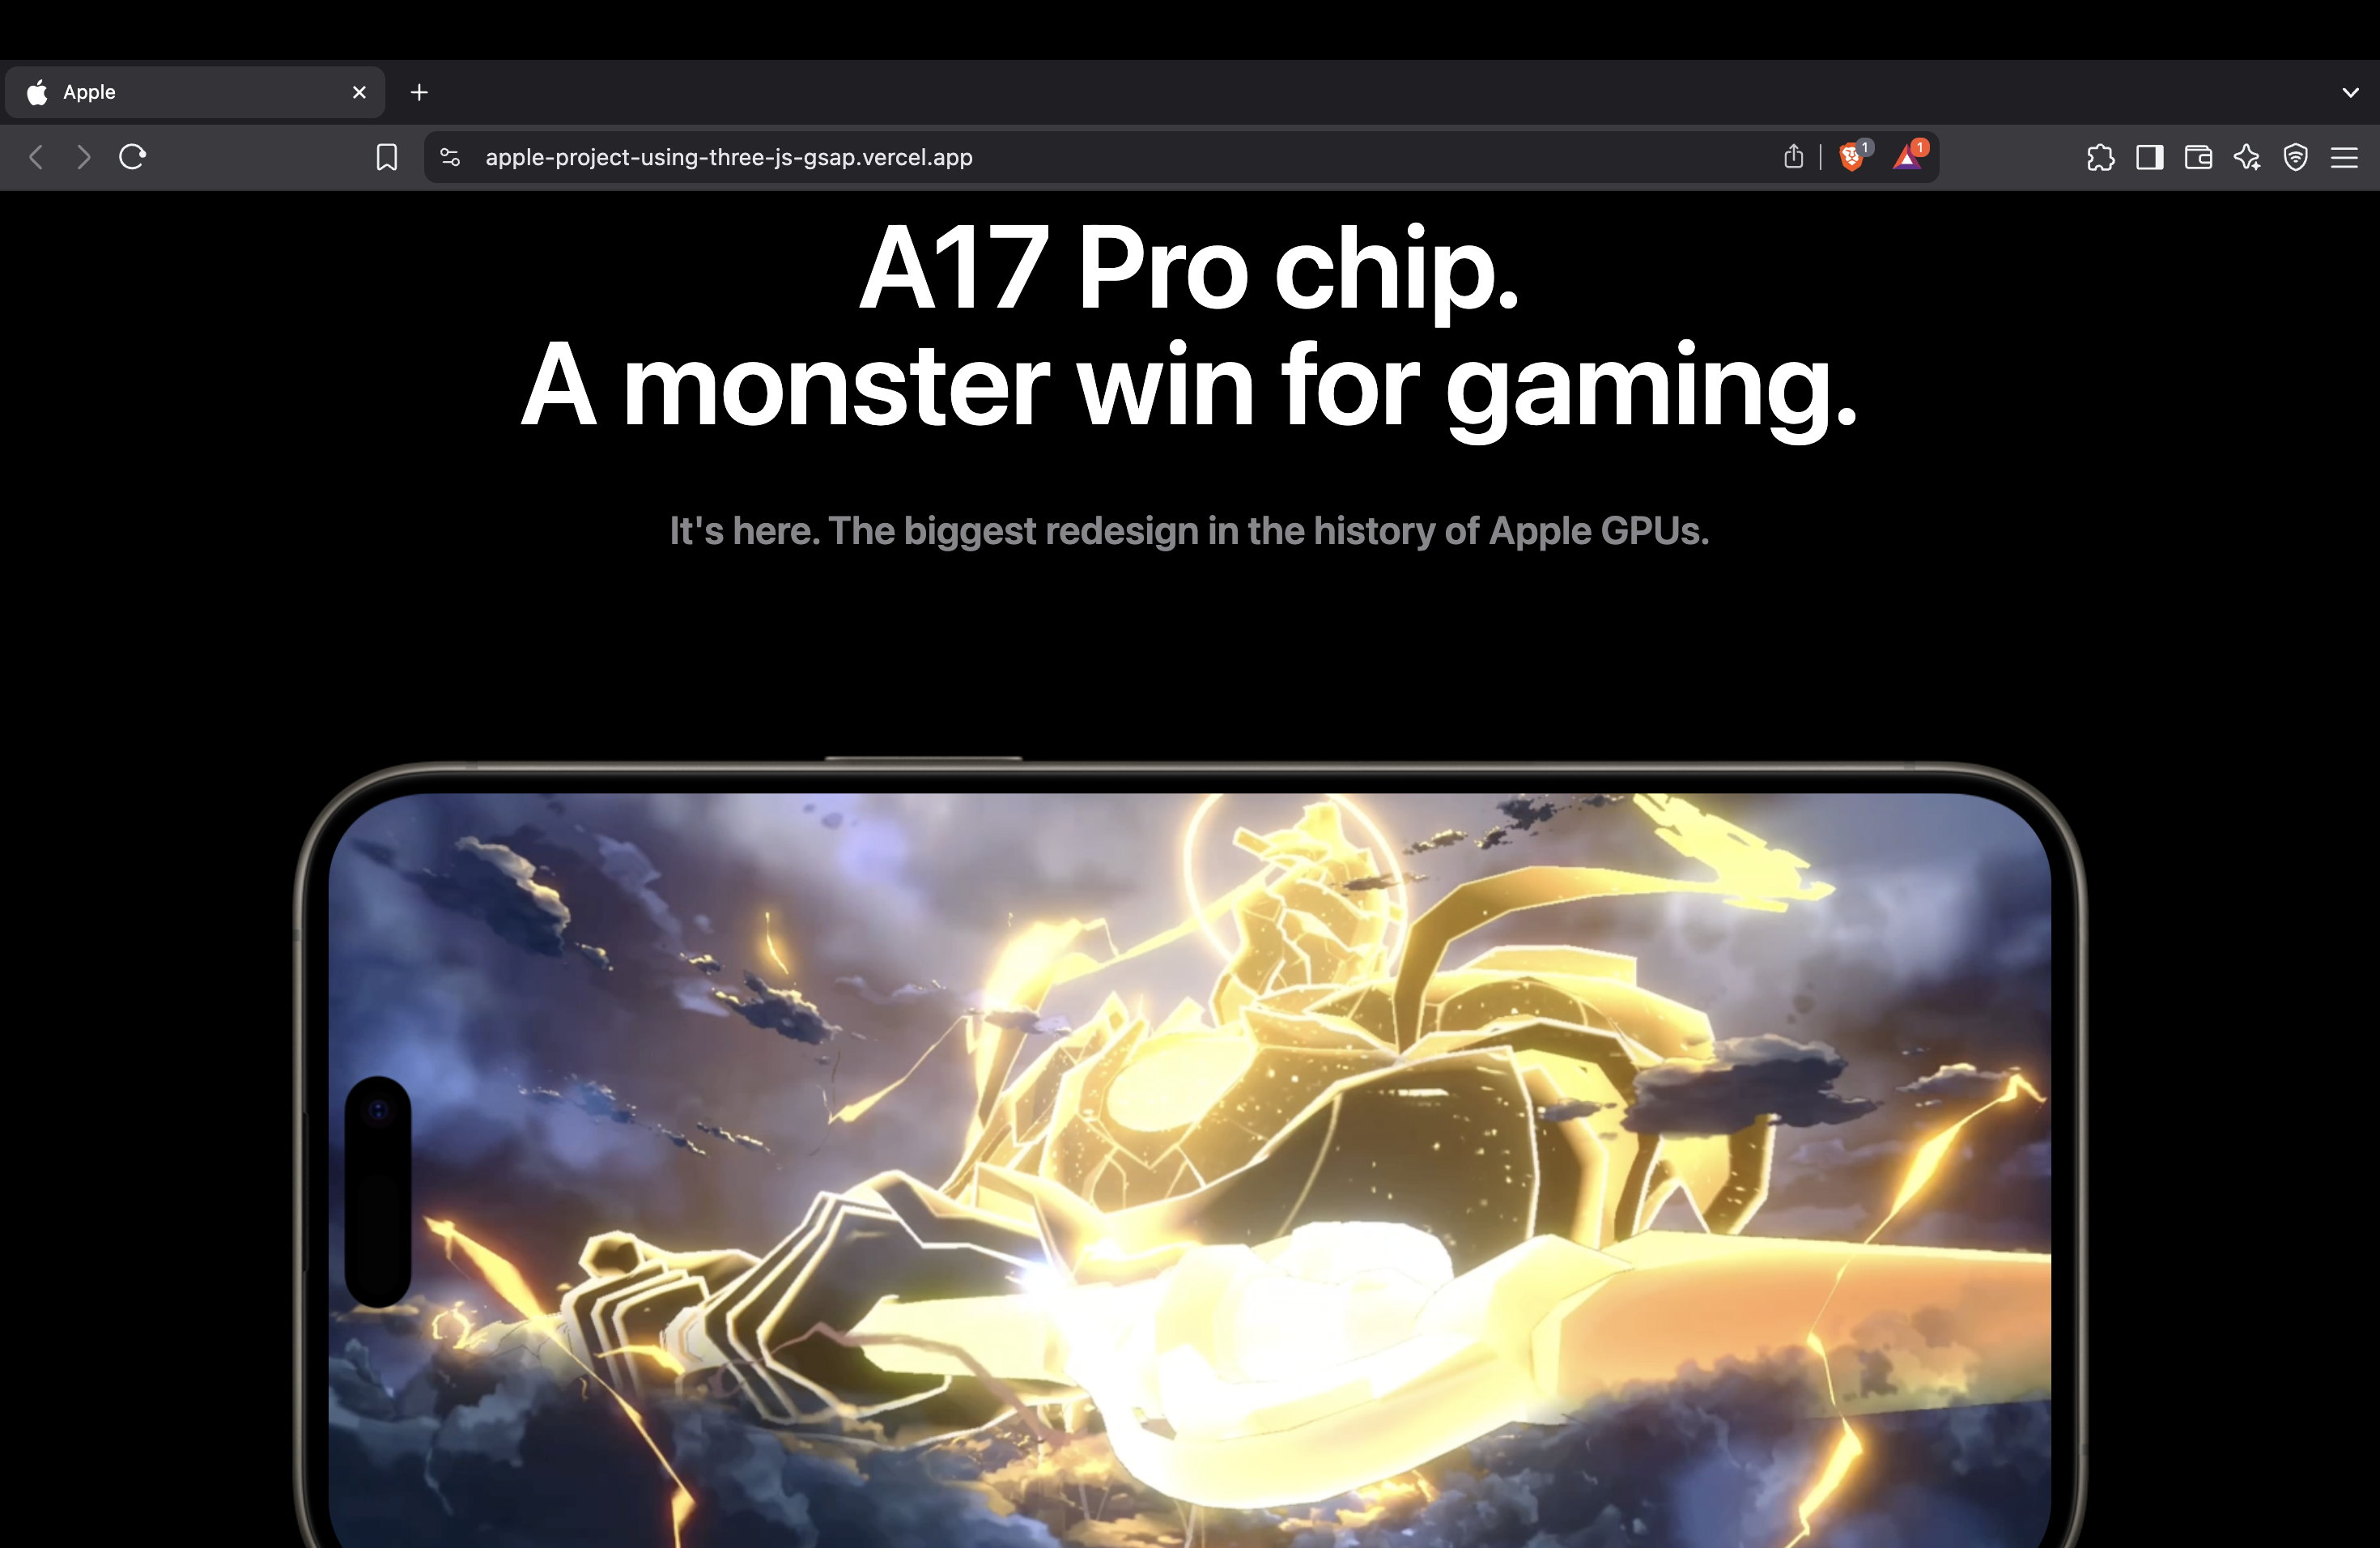 Apple
apple-project-using-three-js-gsap.vercel.app
1
1
A17 Pro chip.
A monster win for gaming.
It's here. The biggest redesign in the history of Apple GPUs.